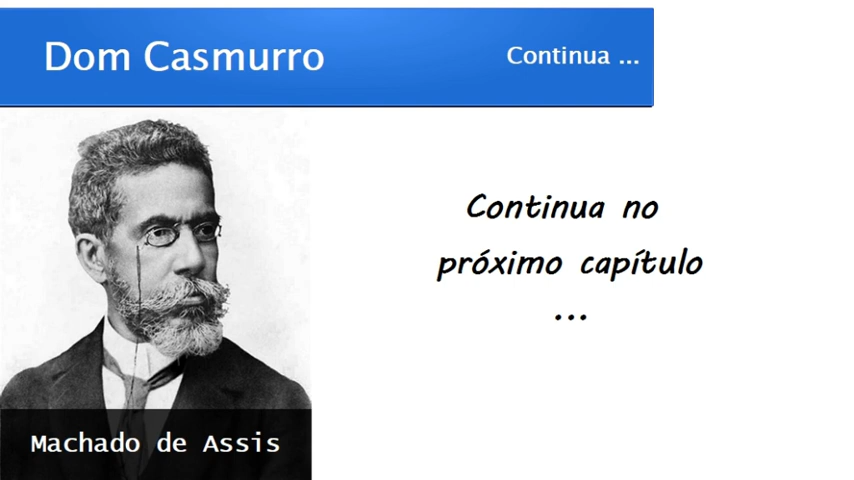 Dom Casmurro
Continua ...
Continua no
próximo capítulo
...
Machado de Assis